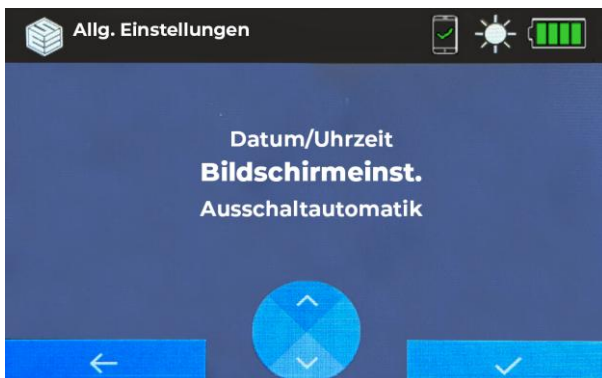 Allg. Einstellungen
Datum/Uhrzeit
Bildschirmeinst.
Ausschaltautomatik